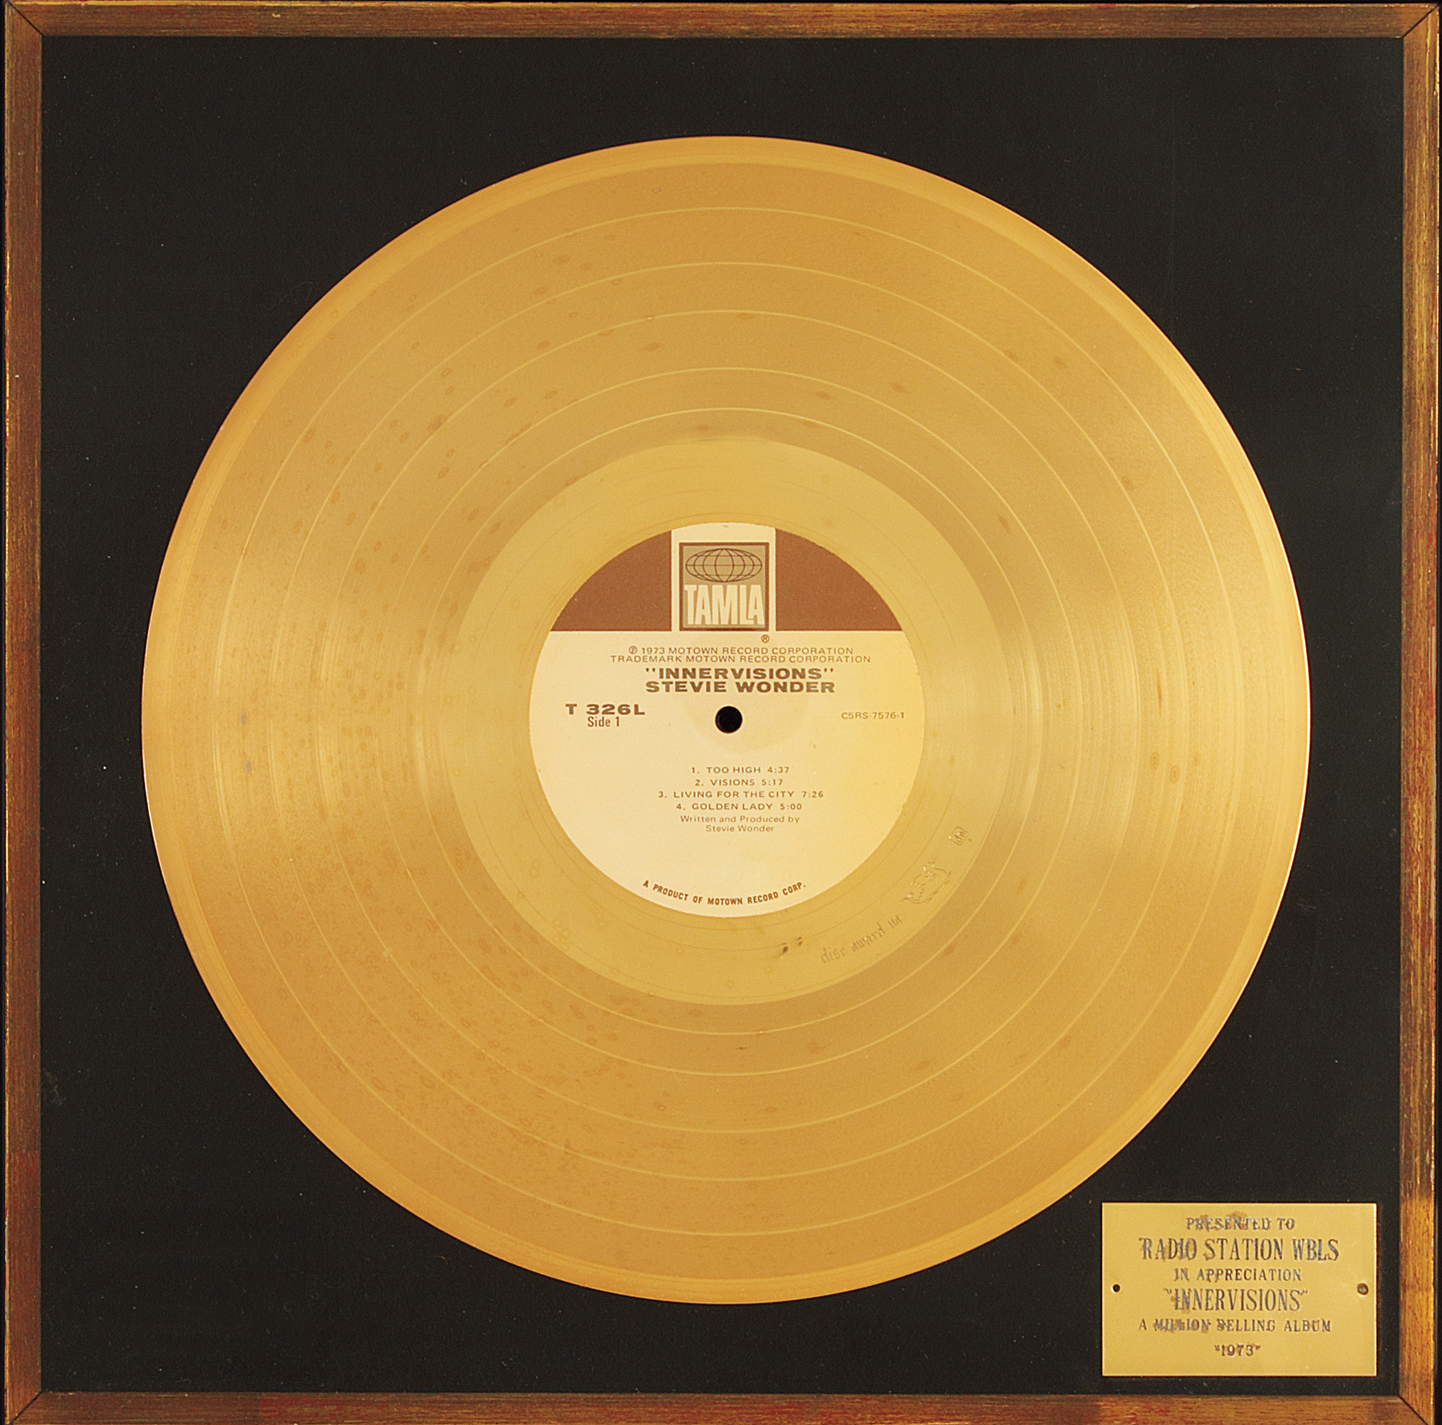 TAMLA
®
℗ 1973 MOTOWN RECORD CORPORATION
TRADEMARK MOTOWN RECORD CORPORATION
"INNERVISIONS"
STEVIE WONDER
T 326L
Side 1
CSRS-7576-1
1. TOO HIGH 4:37
2. VISIONS 5:17
3. LIVING FOR THE CITY 7:26
4. GOLDEN LADY 5:00
Written and Produced by
Stevie Wonder
A PRODUCT OF MOTOWN RECORD CORP.
disc award
PRESENTED TO
RADIO STATION WBLS
IN APPRECIATION
"INNERVISIONS"
A MILLION SELLING ALBUM
"1973"